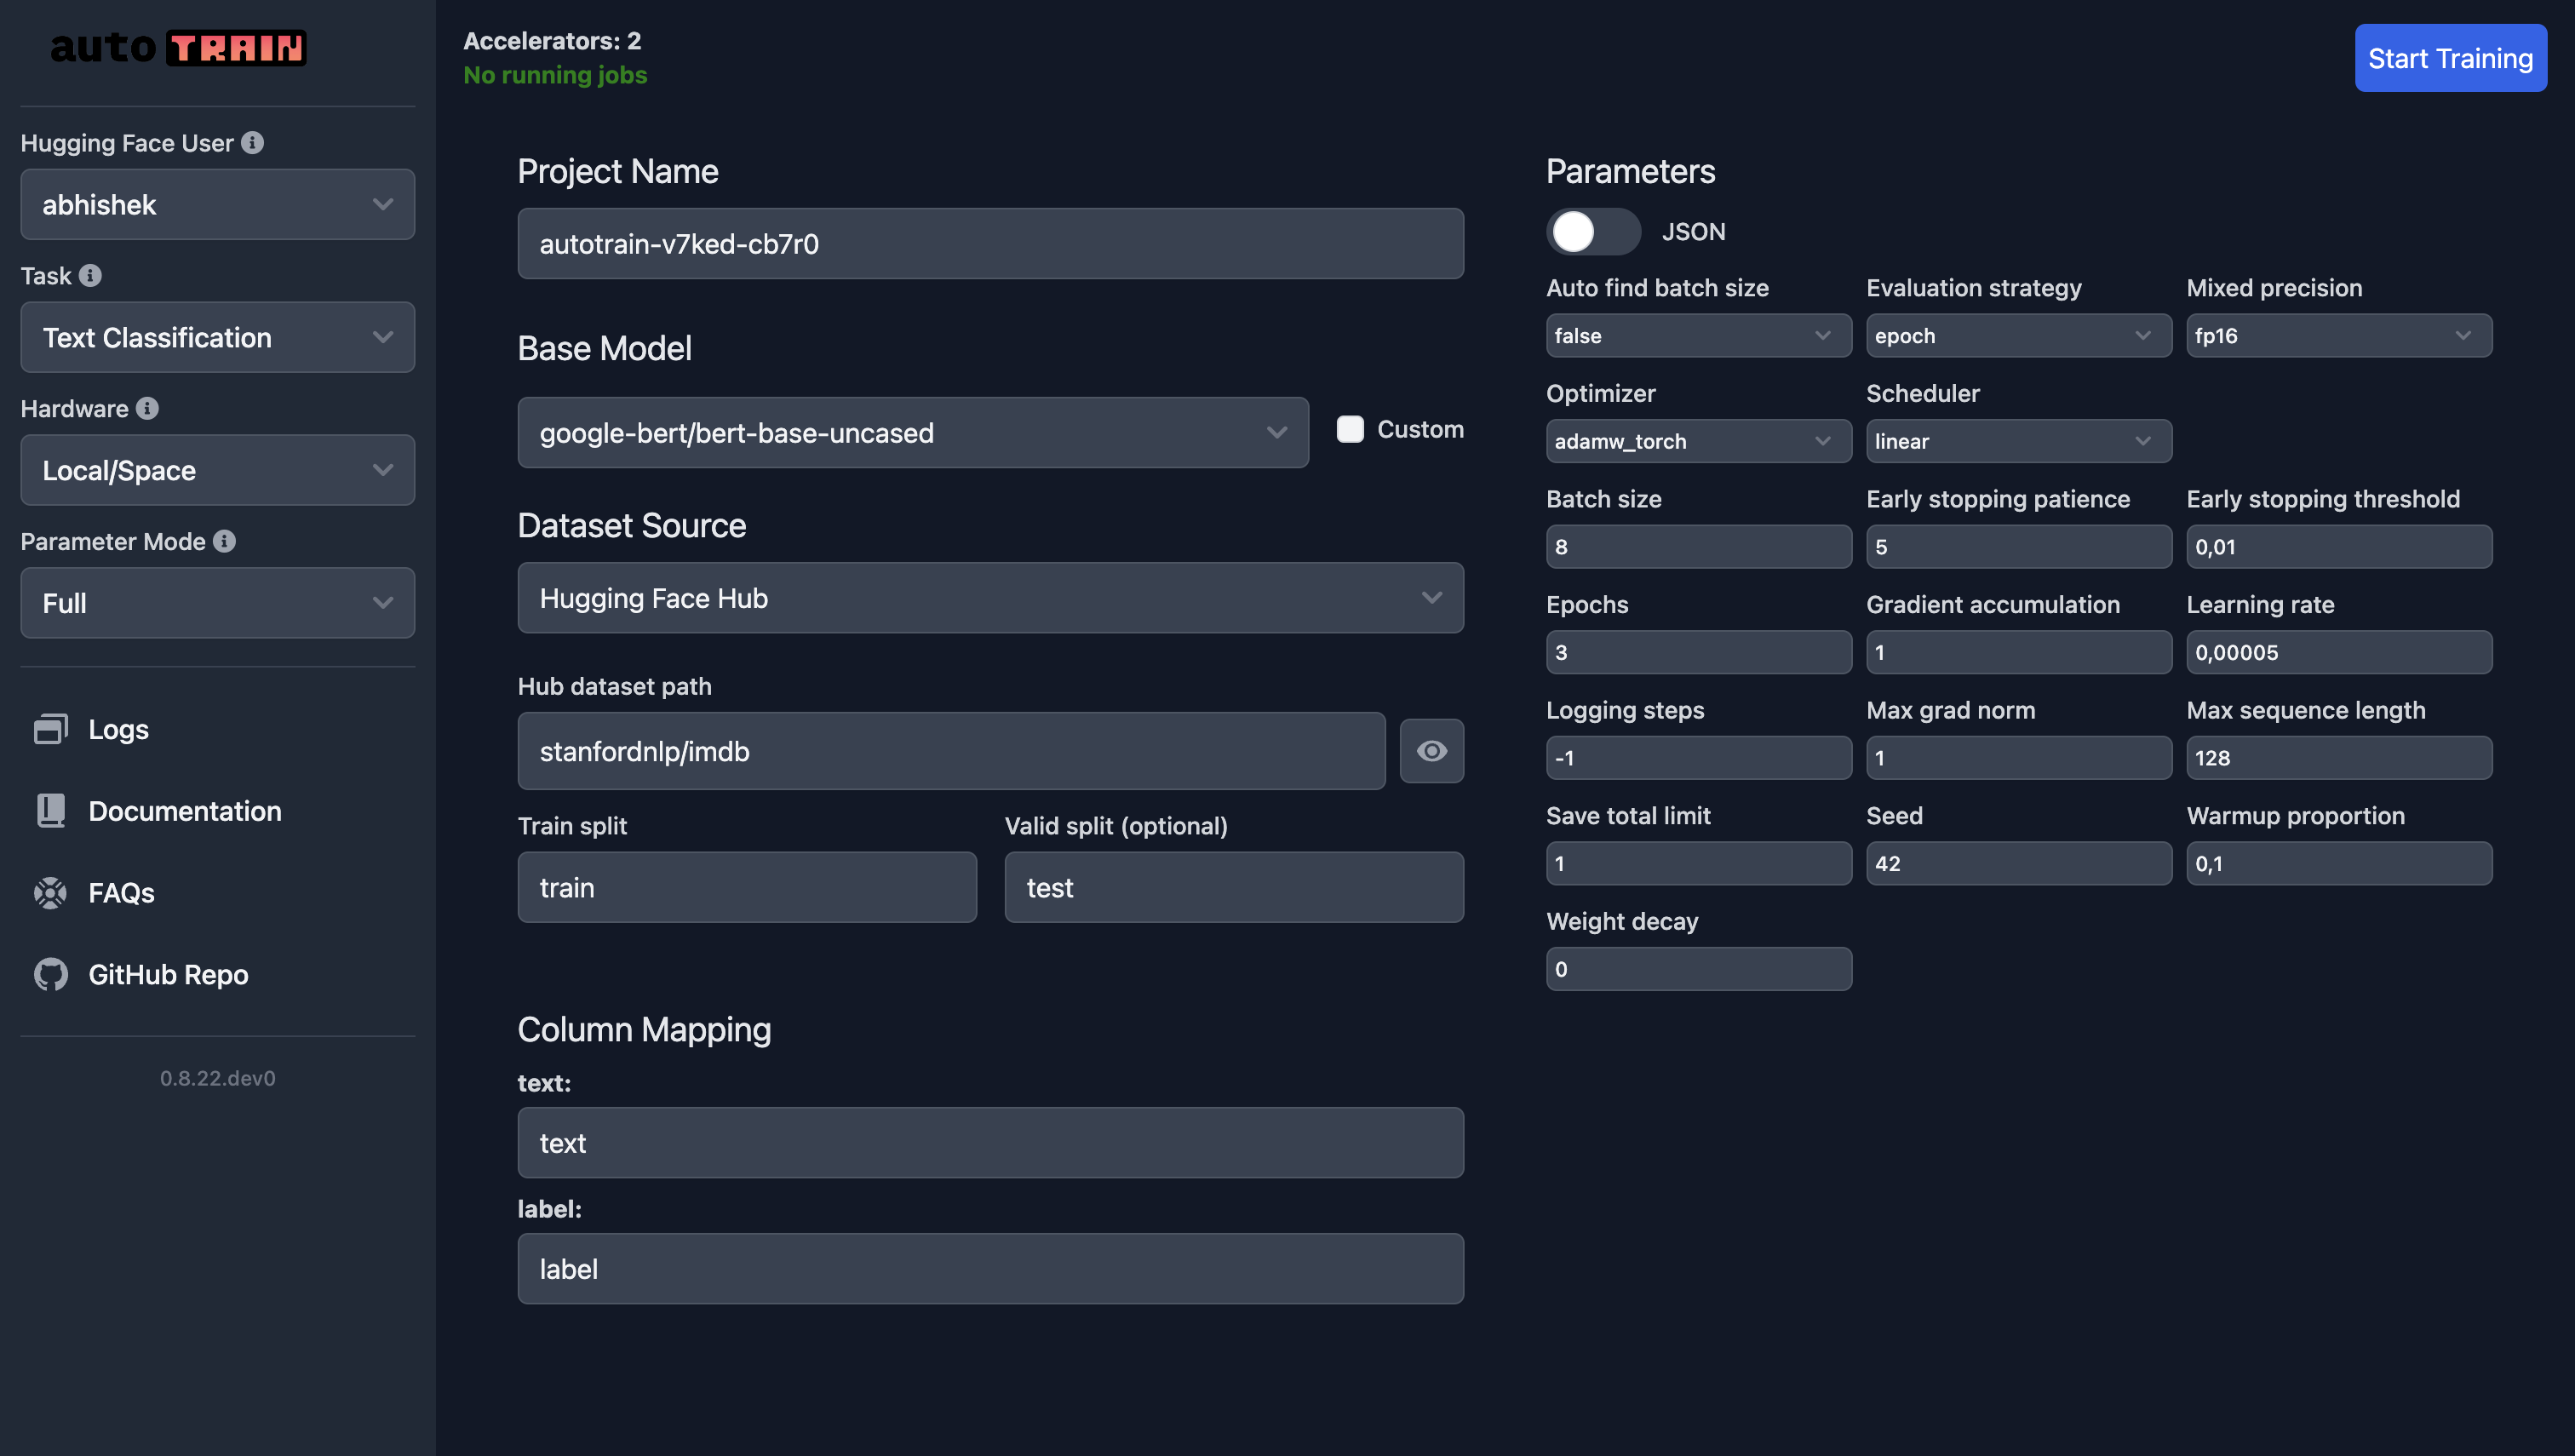 auto TRAIN
Hugging Face User
abhishek
Task
Text Classification
Hardware
Local/Space
Parameter Mode
Full
Logs
Documentation
FAQs
GitHub Repo
0.8.22.dev0
Accelerators: 2
No running jobs
Start Training
Project Name
autotrain-v7ked-cb7r0
Base Model
google-bert/bert-base-uncased
Custom
Dataset Source
Hugging Face Hub
Hub dataset path
stanfordnlp/imdb
Train split
Valid split (optional)
train
test
Column Mapping
text:
text
label:
label
Parameters
JSON
Auto find batch size
Evaluation strategy
Mixed precision
false
epoch
fp16
Optimizer
Scheduler
adamw_torch
linear
Batch size
Early stopping patience
Early stopping threshold
8
5
0,01
Epochs
Gradient accumulation
Learning rate
3
1
0,00005
Logging steps
Max grad norm
Max sequence length
-1
1
128
Save total limit
Seed
Warmup proportion
1
42
0,1
Weight decay
0